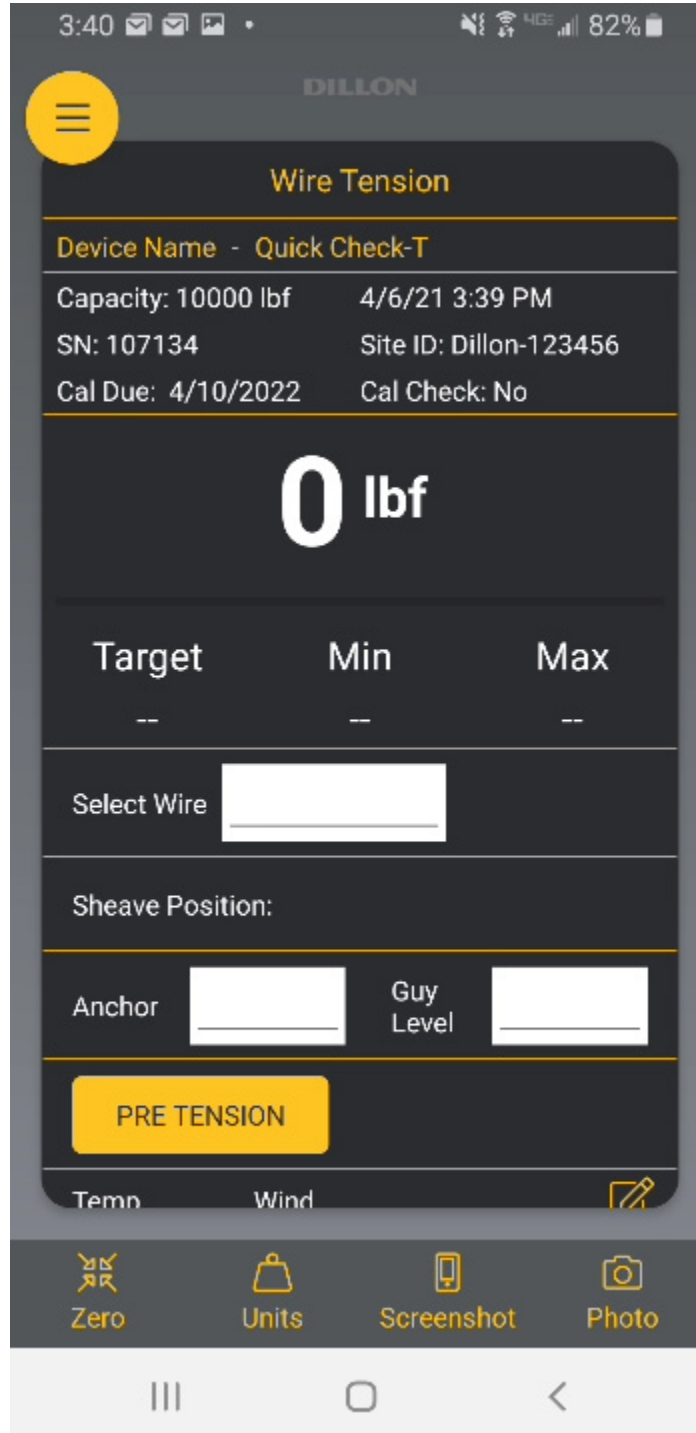 3:40 4GE 82%
DILLON
Wire Tension
Device Name - Quick Check-T
Capacity: 10000 lbf 4/6/21 3:39 PM
SN: 107134 Site ID: Dillon-123456
Cal Due: 4/10/2022 Cal Check: No
0 lbf
Target Min Max
-- -- --
Select Wire
Sheave Position:
Anchor Guy Level
PRE TENSION
Temp Wind
Zero Units Screenshot Photo